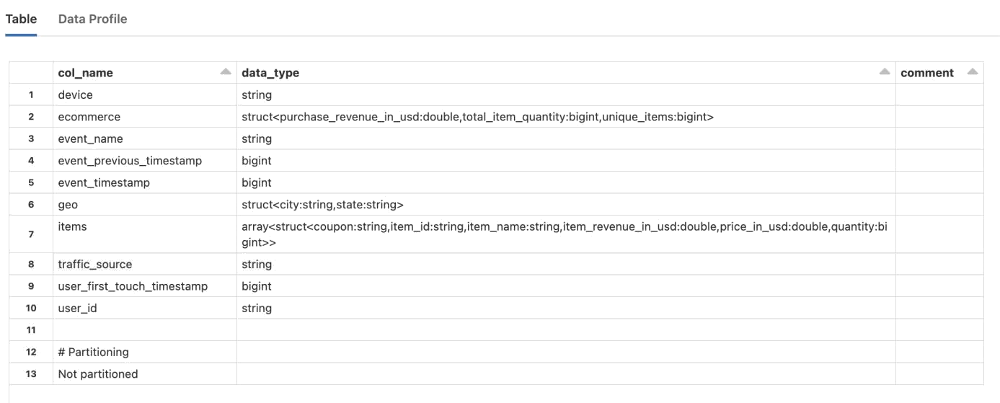 Table Data Profile
col_name data_type comment
1 device string
2 ecommerce struct<purchase_revenue_in_usd:double,total_item_quantity:bigint,unique_items:bigint>
3 event_name string
4 event_previous_timestamp bigint
5 event_timestamp bigint
6 geo struct<city:string,state:string>
7 items array<struct<coupon:string,item_id:string,item_name:string,item_revenue_in_usd:double,price_in_usd:double,quantity:bi
gint>>
8 traffic_source string
9 user_first_touch_timestamp bigint
10 user_id string
11
12 # Partitioning
13 Not partitioned